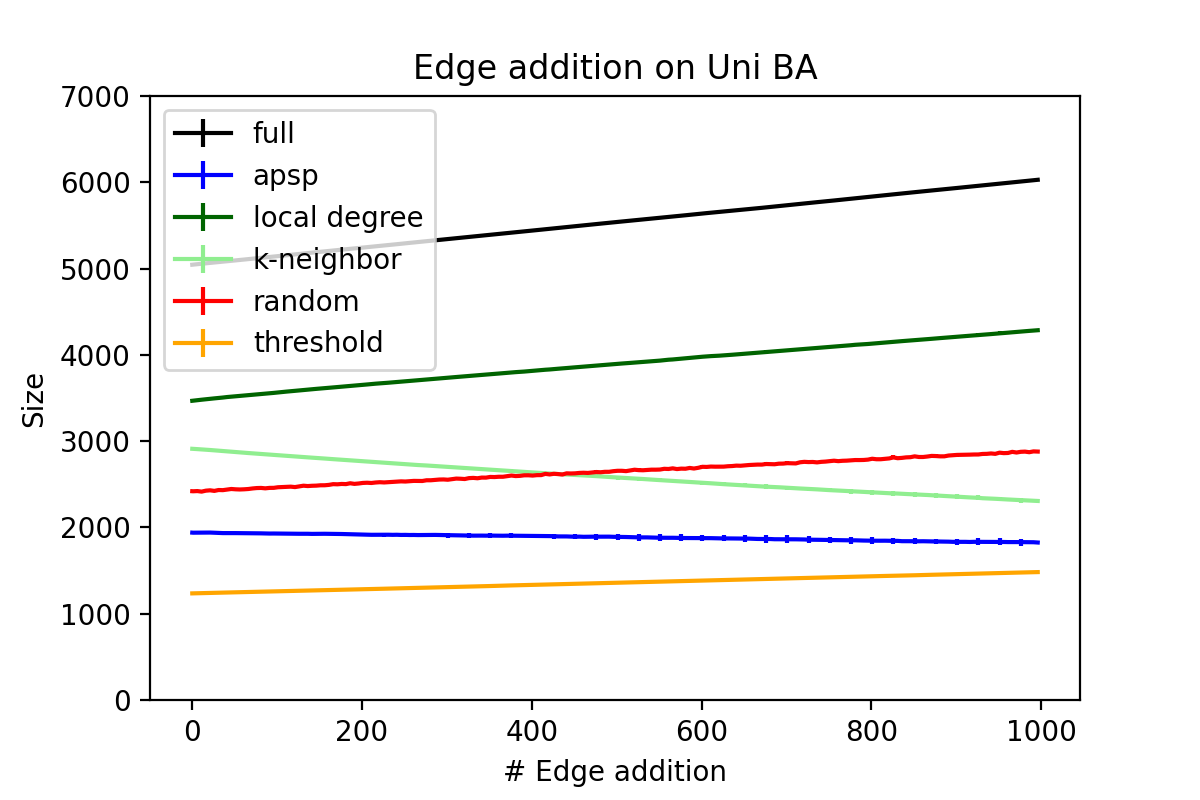 Edge addition on Uni BA
7000
6000
5000
4000
3000
2000
1000
0
Size
full
apsp
local degree
k-neighbor
random
threshold
0 200 400 600 800 1000
# Edge addition